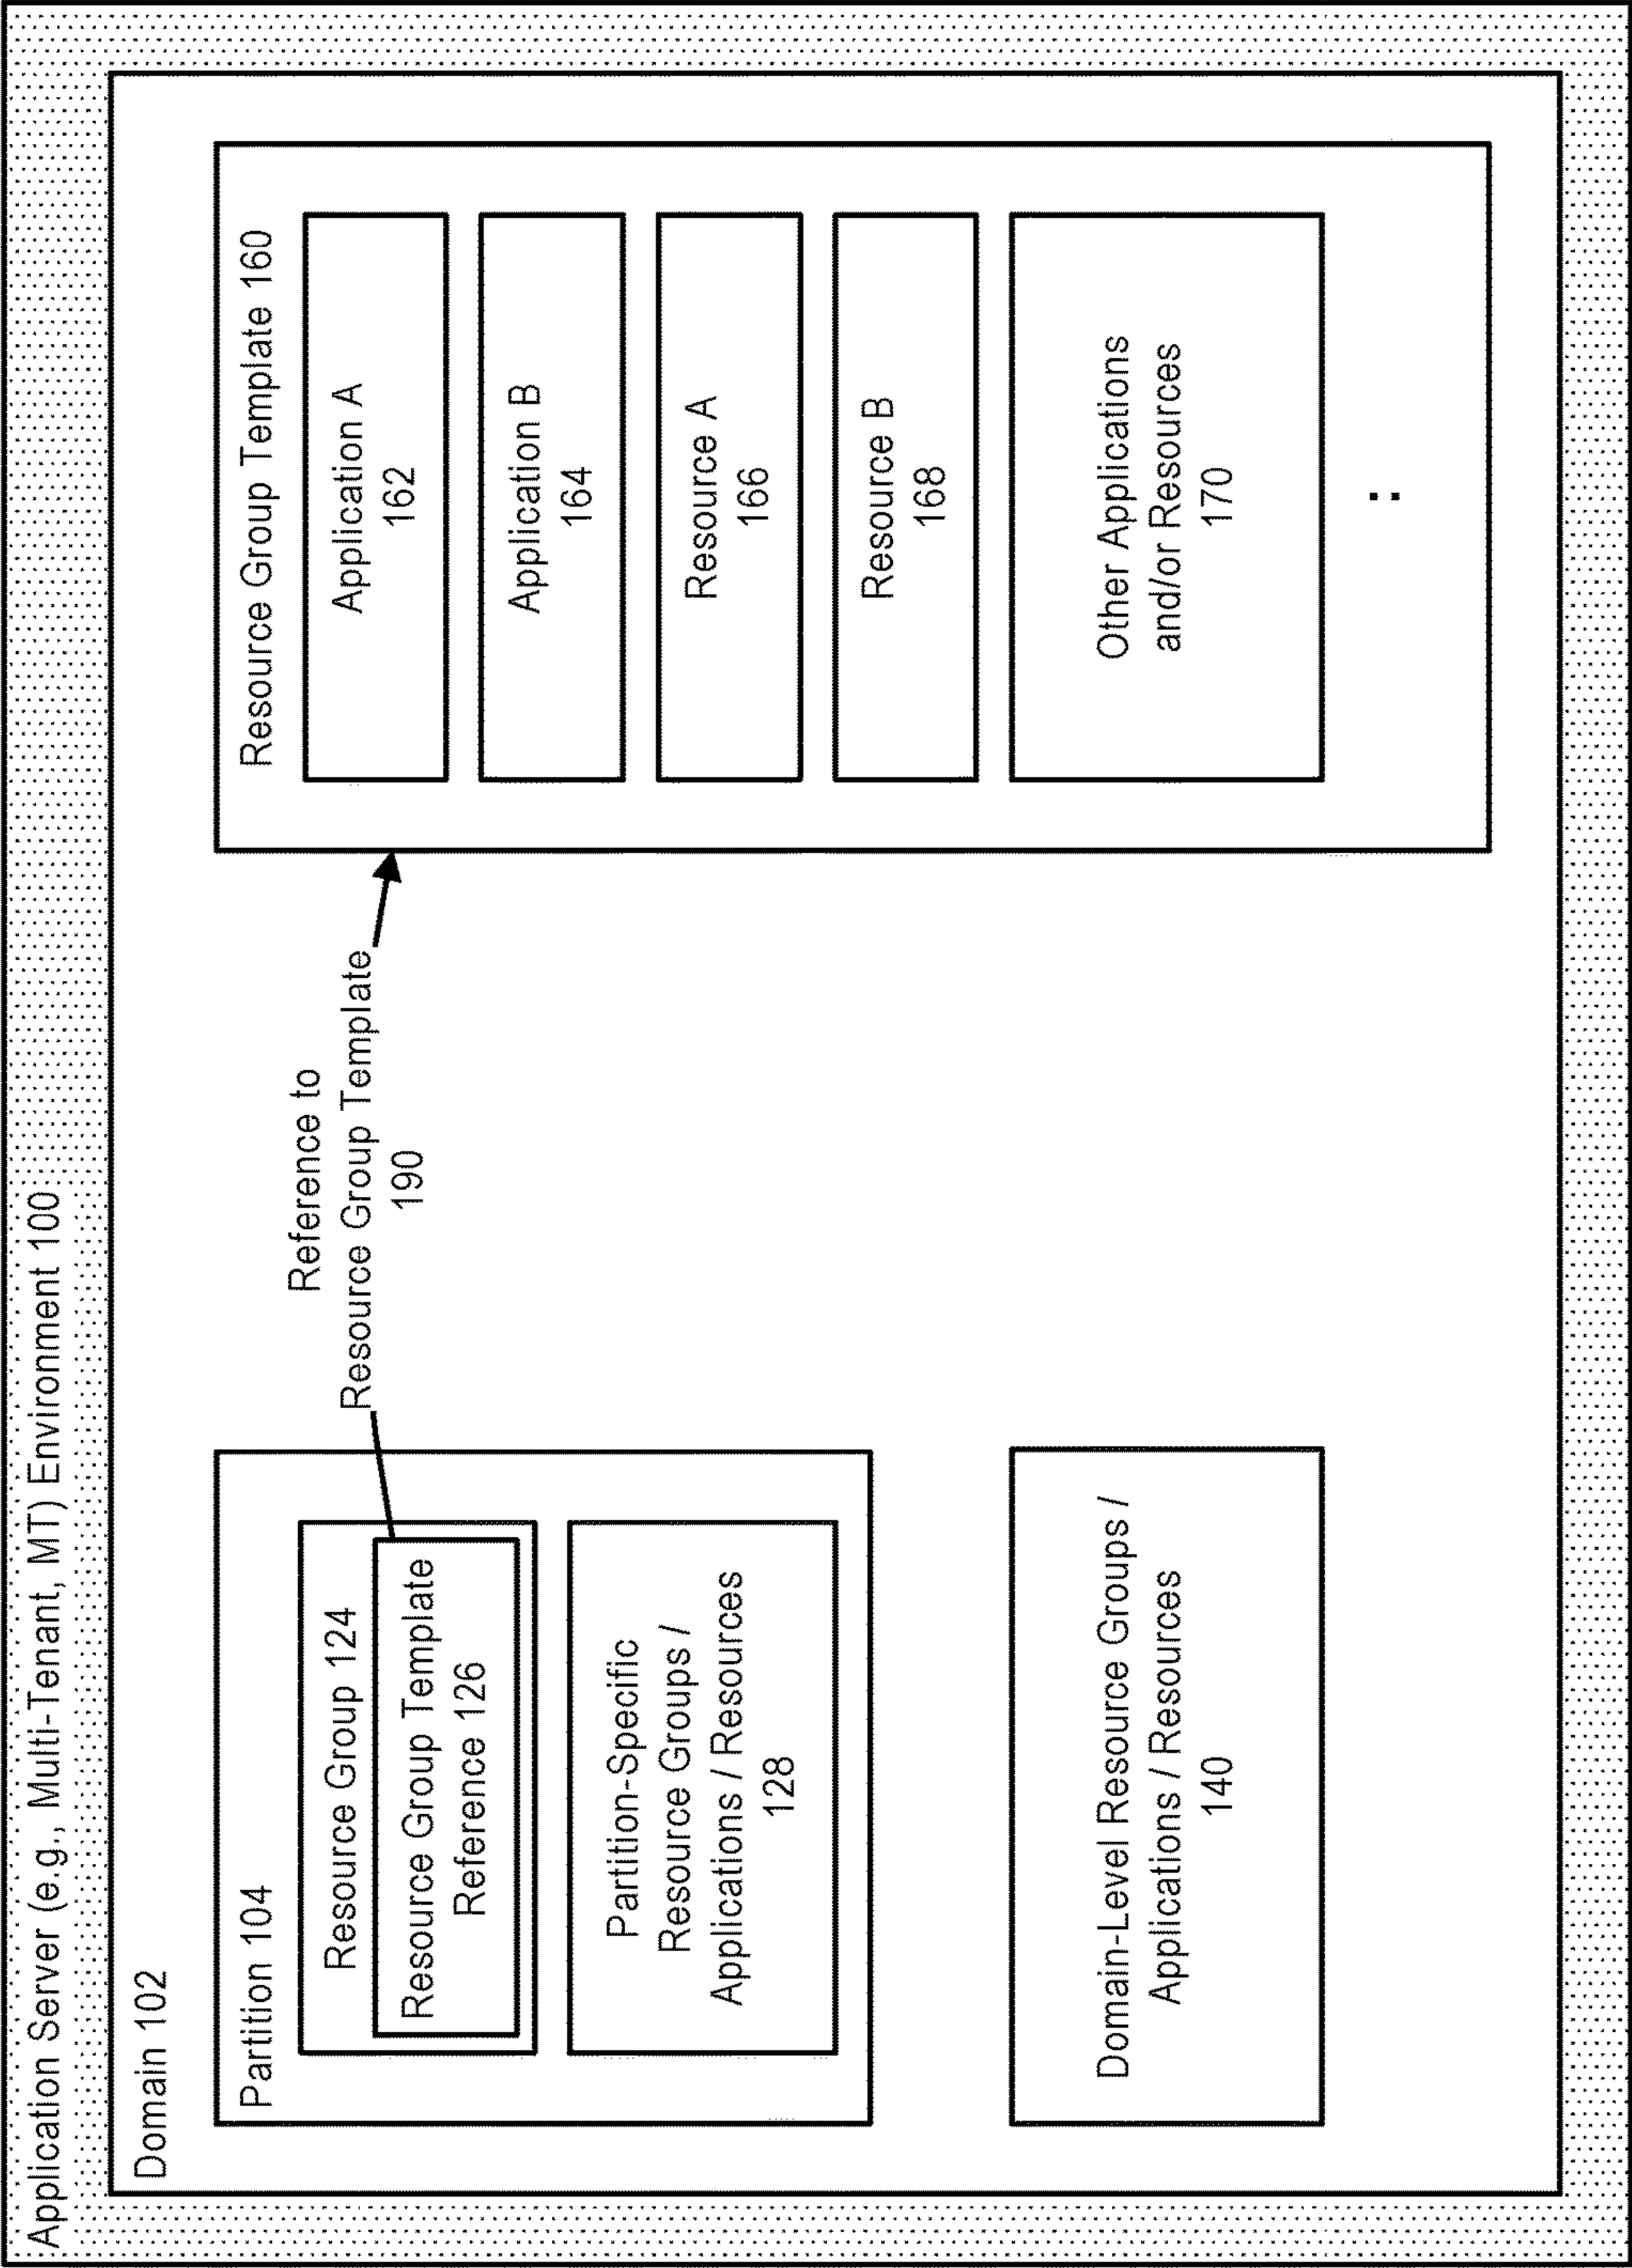 Application Server (e.g., Multi-Tenant, MT) Environment 100
Domain 102
Partition 104
Resource Group 124
Resource Group Template
Reference 126
Partition-Specific
Resource Groups /
Applications / Resources
128
Domain-Level Resource Groups /
Applications / Resources
140
Reference to
Resource Group Template
190
Resource Group Template 160
Application A
162
Application B
164
Resource A
166
Resource B
168
Other Applications
and/or Resources
170